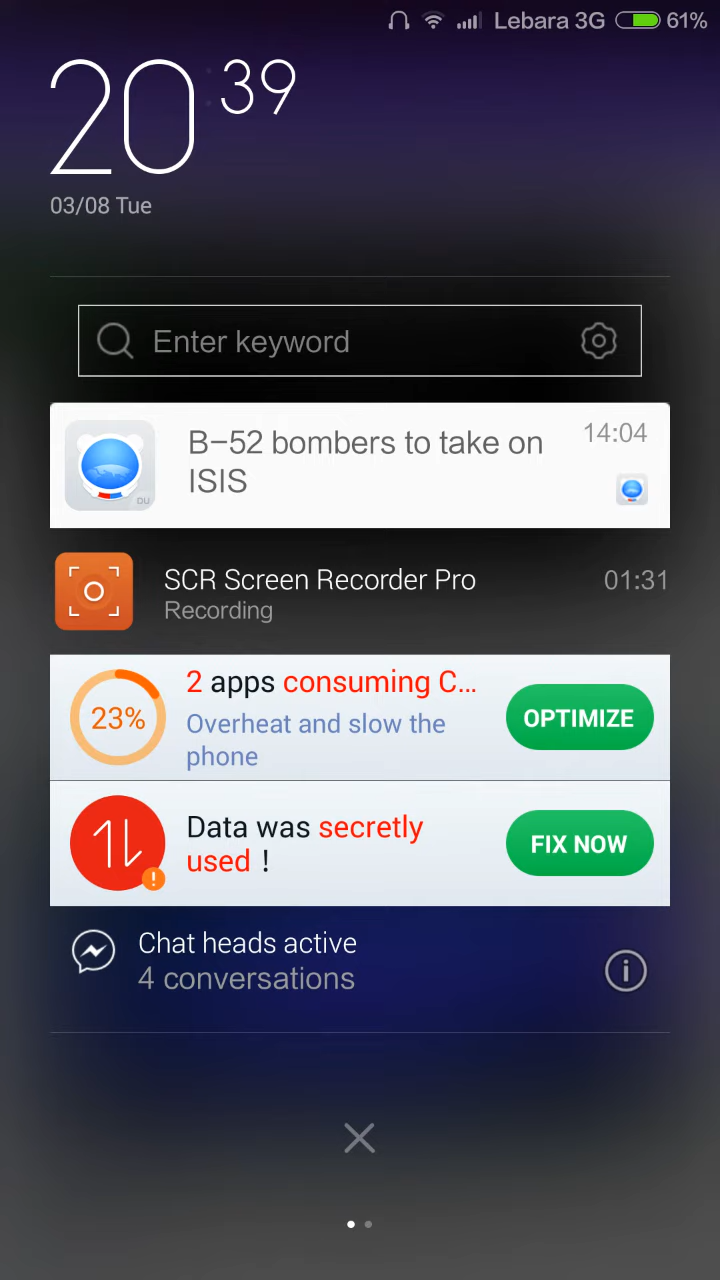 Lebara 3G 61%
20 39
03/08 Tue
Enter keyword
B-52 bombers to take on 14:04
ISIS
DU
SCR Screen Recorder Pro 01:31
Recording
23%
2 apps consuming C...
Overheat and slow the
phone
OPTIMIZE
Data was secretly
used !
FIX NOW
Chat heads active
4 conversations